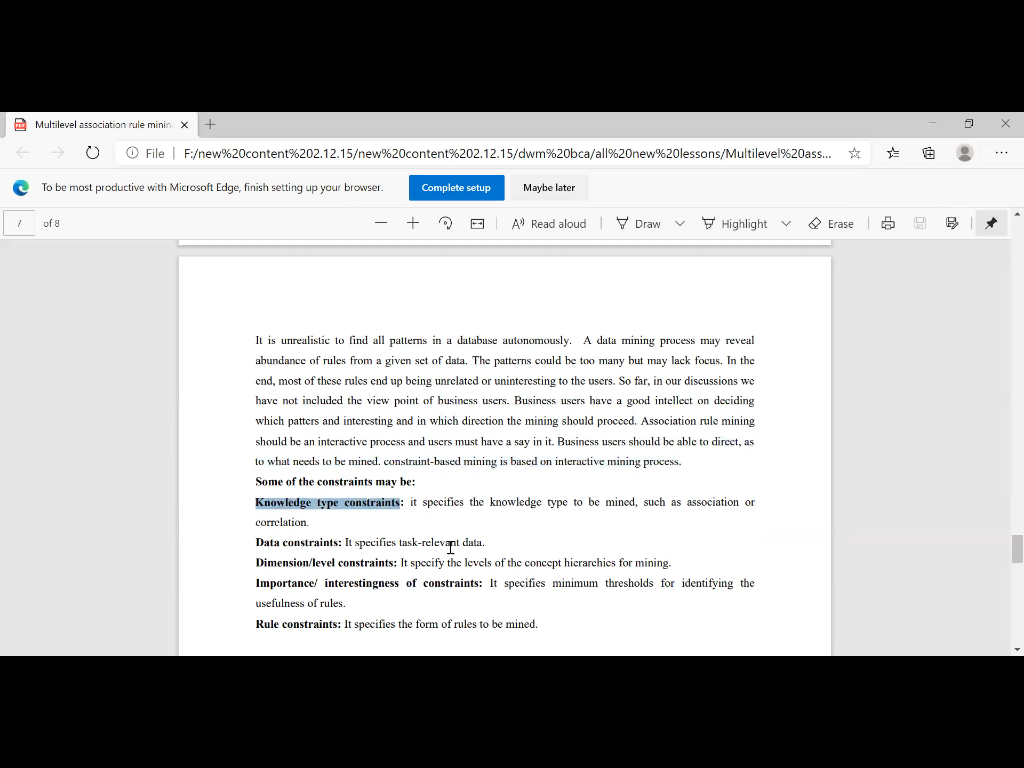 Multilevel association rule minin
File | F:/new%20content%202.12.15/new%20content%202.12.15/dwm%20bca/all%20new%20lessons/Multilevel%20ass...
To be most productive with Microsoft Edge, finish setting up your browser. Complete setup Maybe later
7 of 8 Read aloud Draw Highlight Erase
It is unrealistic to find all patterns in a database autonomously. A data mining process may reveal
abundance of rules from a given set of data. The patterns could be too many but may lack focus. In the
end, most of these rules end up being unrelated or uninteresting to the users. So far, in our discussions we
have not included the view point of business users. Business users have a good intellect on deciding
which patters and interesting and in which direction the mining should proceed. Association rule mining
should be an interactive process and users must have a say in it. Business users should be able to direct, as
to what needs to be mined. constraint-based mining is based on interactive mining process.
Some of the constraints may be:
Knowledge type constraints: it specifies the knowledge type to be mined, such as association or
correlation.
Data constraints: It specifies task-relevant data.
Dimension/level constraints: It specify the levels of the concept hierarchies for mining.
Importance/ interestingness of constraints: It specifies minimum thresholds for identifying the
usefulness of rules.
Rule constraints: It specifies the form of rules to be mined.